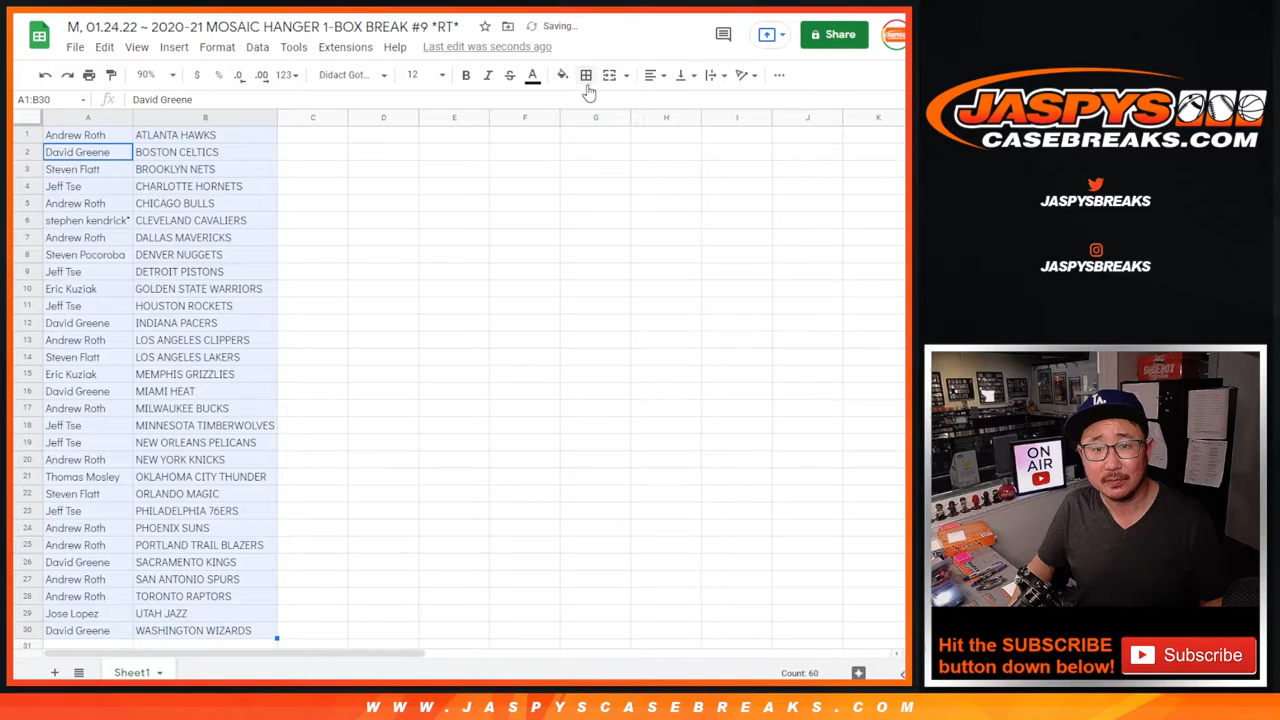 M, 01.24.22 ~ 2020-21 MOSAIC HANGER 1-BOX BREAK #9 *RT*
Saving...
File Edit View Insert Format Data Tools Extensions Help Last edit was seconds ago
Share
90% $ % .0 .00 123 Didact Got... 12 B I S A
A1:B30 fx David Greene
A B C D E F G H I J K
1 Andrew Roth ATLANTA HAWKS
2 David Greene BOSTON CELTICS
3 Steven Flatt BROOKLYN NETS
4 Jeff Tse CHARLOTTE HORNETS
5 Andrew Roth CHICAGO BULLS
6 stephen kendrick* CLEVELAND CAVALIERS
7 Andrew Roth DALLAS MAVERICKS
8 Steven Pocoroba DENVER NUGGETS
9 Jeff Tse DETROIT PISTONS
10 Eric Kuziak GOLDEN STATE WARRIORS
11 Jeff Tse HOUSTON ROCKETS
12 David Greene INDIANA PACERS
13 Andrew Roth LOS ANGELES CLIPPERS
14 Steven Flatt LOS ANGELES LAKERS
15 Eric Kuziak MEMPHIS GRIZZLIES
16 David Greene MIAMI HEAT
17 Andrew Roth MILWAUKEE BUCKS
18 Jeff Tse MINNESOTA TIMBERWOLVES
19 Jeff Tse NEW ORLEANS PELICANS
20 Andrew Roth NEW YORK KNICKS
21 Thomas Mosley OKLAHOMA CITY THUNDER
22 Steven Flatt ORLANDO MAGIC
23 Jeff Tse PHILADELPHIA 76ERS
24 Andrew Roth PHOENIX SUNS
25 Andrew Roth PORTLAND TRAIL BLAZERS
26 David Greene SACRAMENTO KINGS
27 Andrew Roth SAN ANTONIO SPURS
28 Andrew Roth TORONTO RAPTORS
29 Jose Lopez UTAH JAZZ
30 David Greene WASHINGTON WIZARDS
31
Sheet1
Count: 60
JASPYS
CASEBREAKS.COM
JASPYSBREAKS
JASPYSBREAKS
ON
AIR
LA
Hit the SUBSCRIBE
button down below!
Subscribe
WWW.JASPYSCASEBREAKS.COM